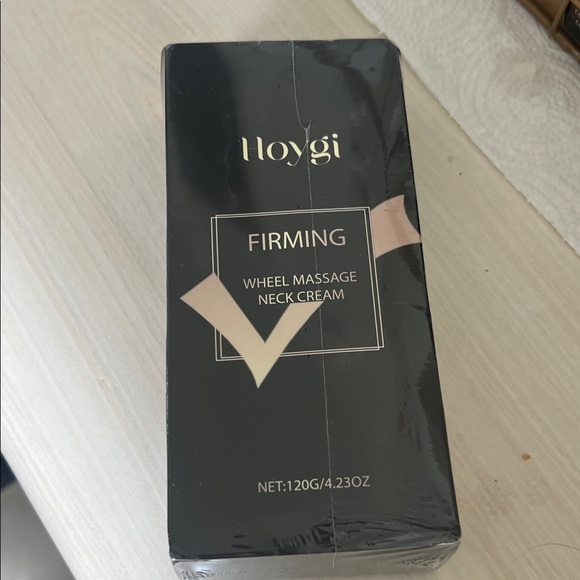 Hoygi
FIRMING
WHEEL MASSAGE
NECK CREAM
NET:120G/4.23OZ